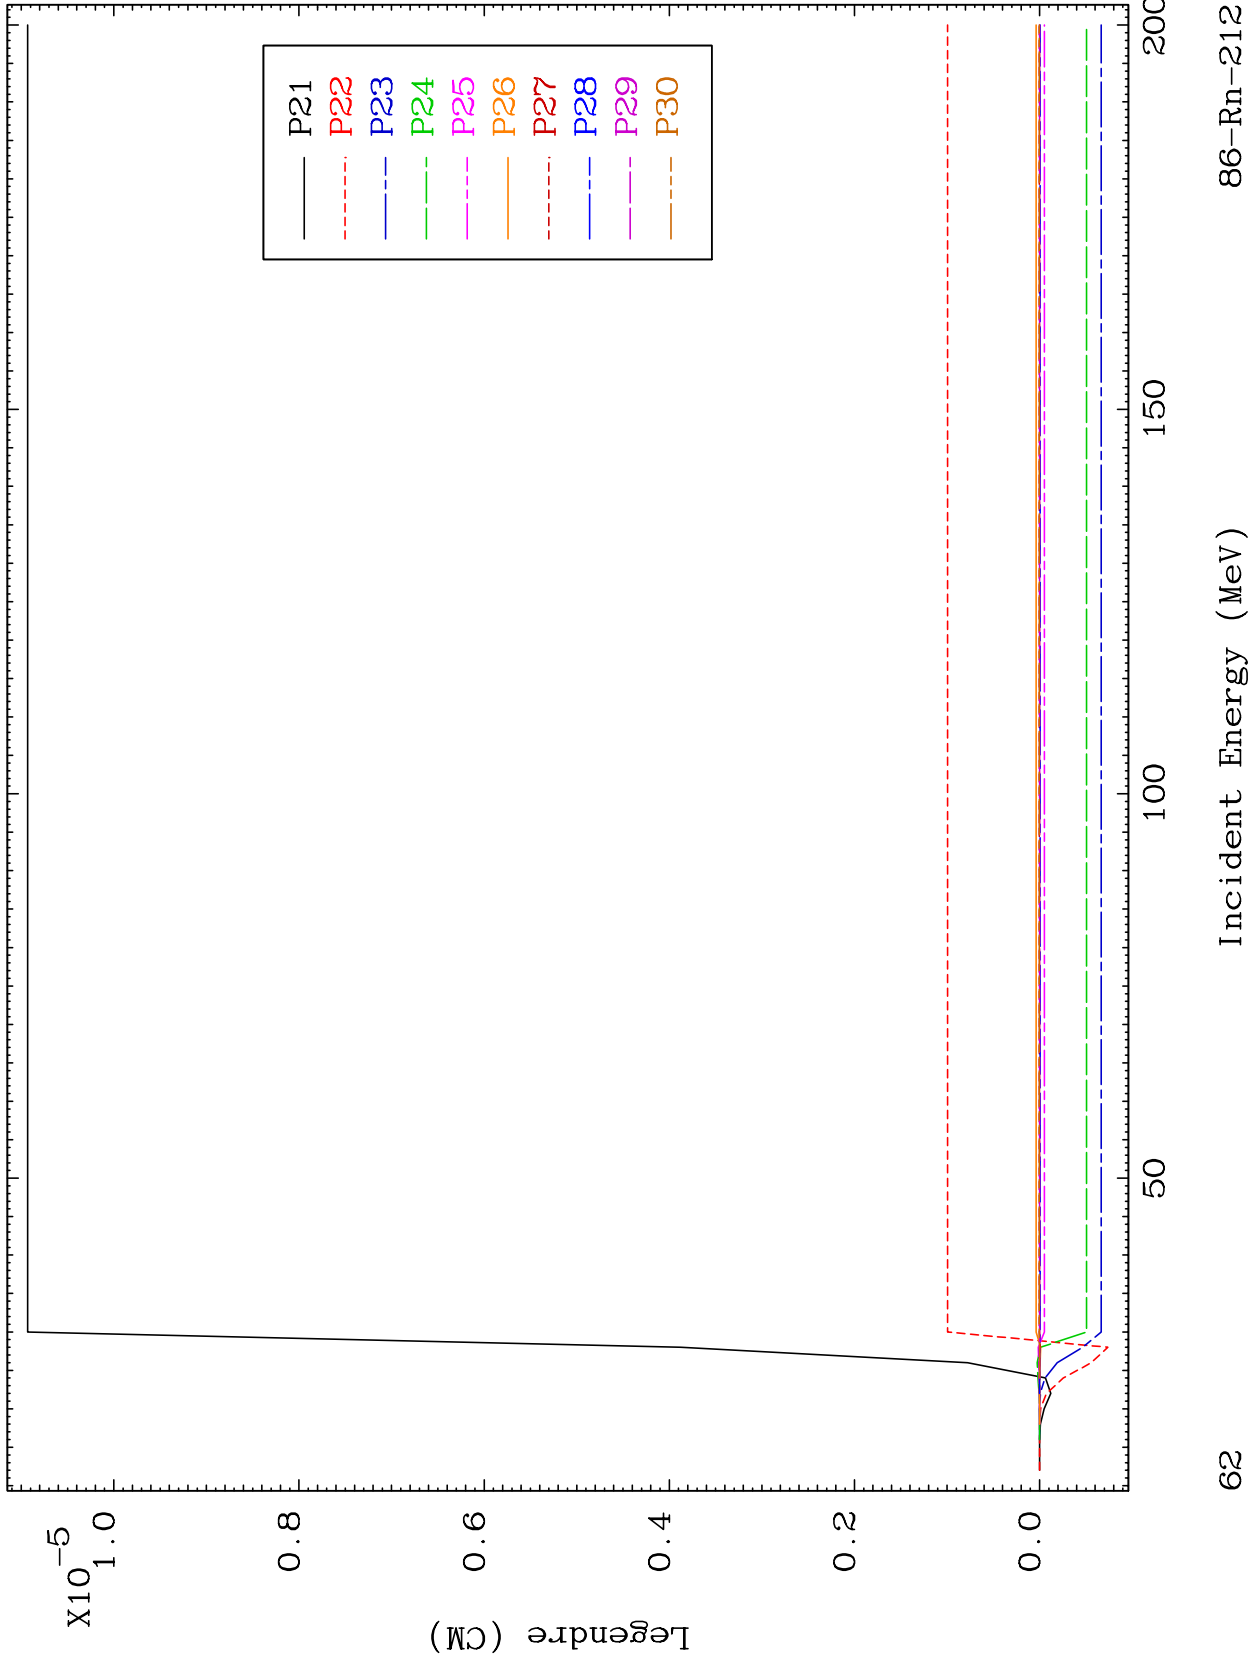 X10-5
1.0
0.8
0.6
0.4
0.2
0.0
Legendre (CM)
P21
P22
P23
P24
P25
P26
P27
P28
P29
P30
50
100
150
200
Incident Energy (MeV)
62
86-Rn-212